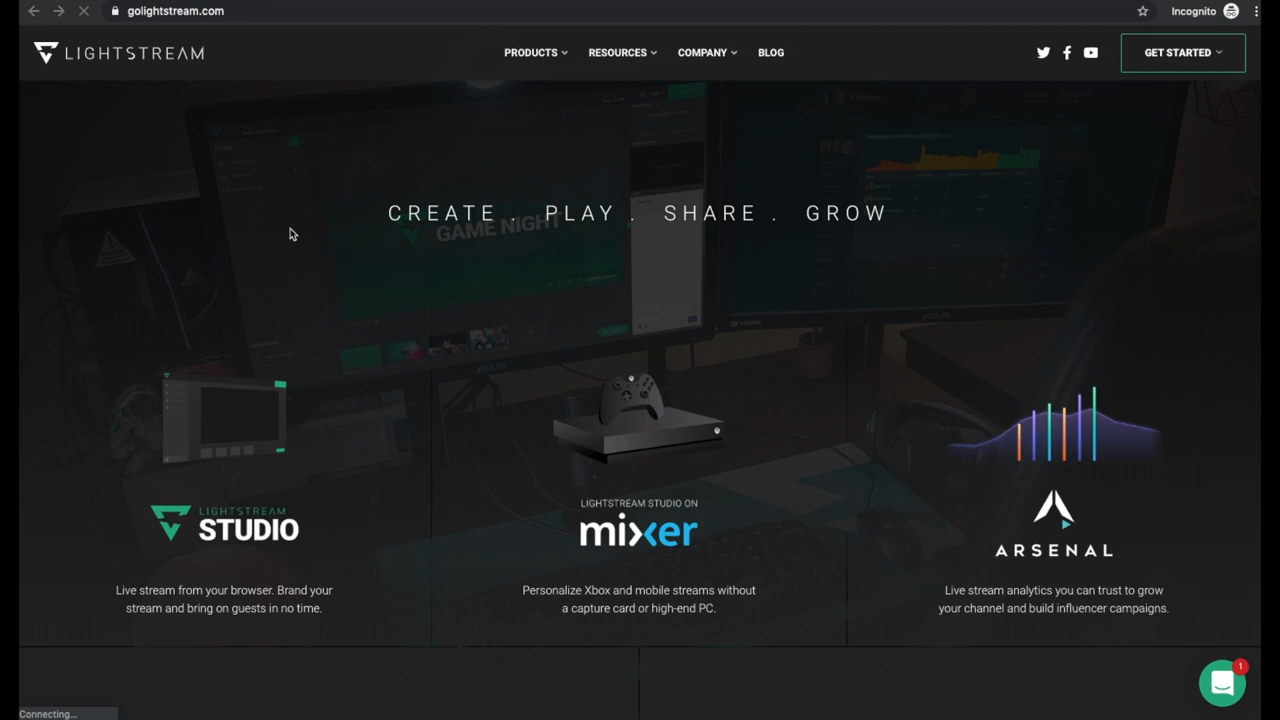 golightstream.com
Incognito
LIGHTSTREAM
PRODUCTS
RESOURCES
COMPANY
BLOG
GET STARTED
CREATE . PLAY . SHARE . GROW
GAME NIGHT
LIGHTSTREAM
STUDIO
Live stream from your browser. Brand your
stream and bring on guests in no time.
LIGHTSTREAM STUDIO ON
mixer
Personalize Xbox and mobile streams without
a capture card or high-end PC.
ARSENAL
Live stream analytics you can trust to grow
your channel and build influencer campaigns.
1
Connecting...